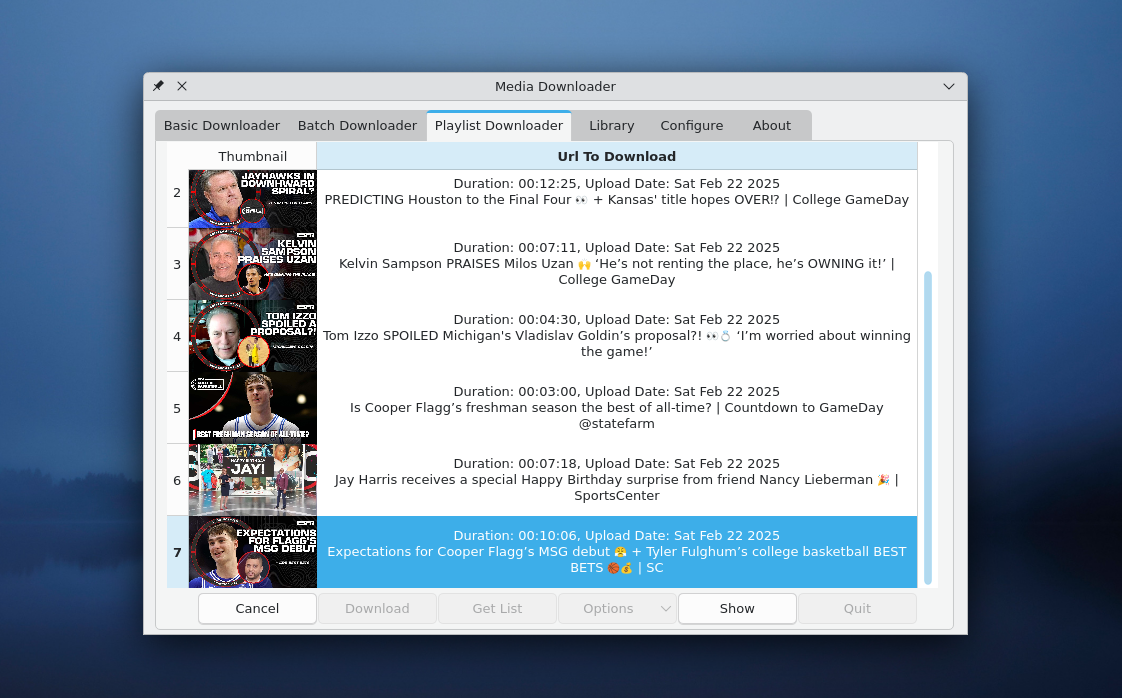 Media Downloader
Basic Downloader
Batch Downloader
Playlist Downloader
Library
Configure
About
Thumbnail
Url To Download
2
JAYHAWKS IN
DOWNHWARD
SPIRAL?
Duration: 00:12:25, Upload Date: Sat Feb 22 2025
PREDICTING Houston to the Final Four 👀 + Kansas' title hopes OVER⁉️ | College GameDay
3
KELVIN
SAMPSON
PRAISES UZAN
Duration: 00:07:11, Upload Date: Sat Feb 22 2025
Kelvin Sampson PRAISES Milos Uzan 🙌 ‘He’s not renting the place, he’s OWNING it!’ |
College GameDay
4
TOM IZZO
SPOILED A
PROPOSAL?!
Duration: 00:04:30, Upload Date: Sat Feb 22 2025
Tom Izzo SPOILED Michigan's Vladislav Goldin’s proposal?! 👀💍 ‘I’m worried about winning
the game!’
5
BEST FRESHMAN SEASON OF ALL-TIME?
Duration: 00:03:00, Upload Date: Sat Feb 22 2025
Is Cooper Flagg’s freshman season the best of all-time? | Countdown to GameDay
@statefarm
6
HAPPY BIRTHDAY
JAY!
Duration: 00:07:18, Upload Date: Sat Feb 22 2025
Jay Harris receives a special Happy Birthday surprise from friend Nancy Lieberman 🎉 |
SportsCenter
7
ESPN
EXPECTATIONS
FOR FLAGG'S
MSG DEBUT
Duration: 00:10:06, Upload Date: Sat Feb 22 2025
Expectations for Cooper Flagg’s MSG debut 😤 + Tyler Fulghum’s college basketball BEST
BETS 🏀💰 | SC
Cancel
Download
Get List
Options
Show
Quit